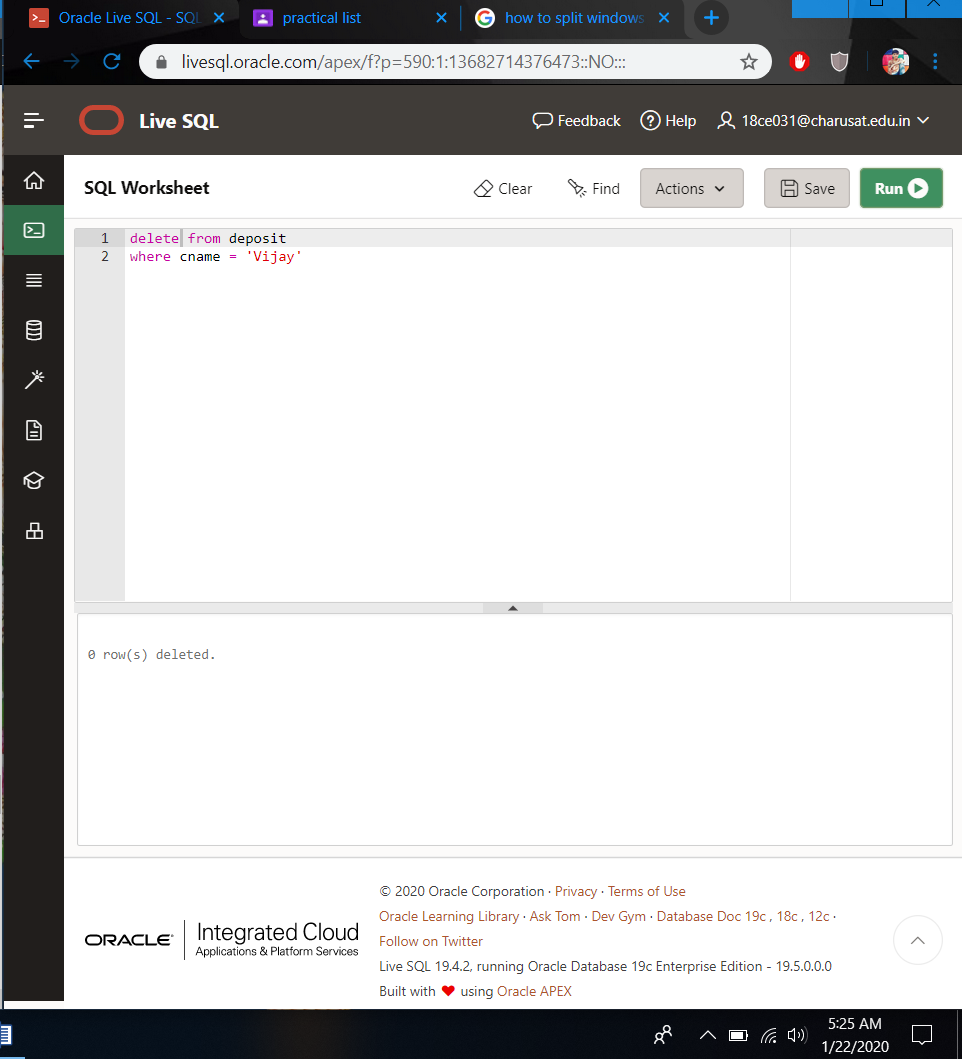 Oracle Live SQL - SQL
practical list
how to split windows
livesql.oracle.com/apex/f?p=590:1:13682714376473::NO:::
Live SQL
Feedback
Help
18ce031@charusat.edu.in
SQL Worksheet
Clear
Find
Actions
Save
Run
1 delete from deposit
2 where cname = 'Vijay'
0 row(s) deleted.
© 2020 Oracle Corporation · Privacy · Terms of Use
Oracle Learning Library · Ask Tom · Dev Gym · Database Doc 19c , 18c , 12c ·
Follow on Twitter
Live SQL 19.4.2, running Oracle Database 19c Enterprise Edition - 19.5.0.0.0
Built with ❤ using Oracle APEX
ORACLE
Integrated Cloud
Applications & Platform Services
5:25 AM
1/22/2020